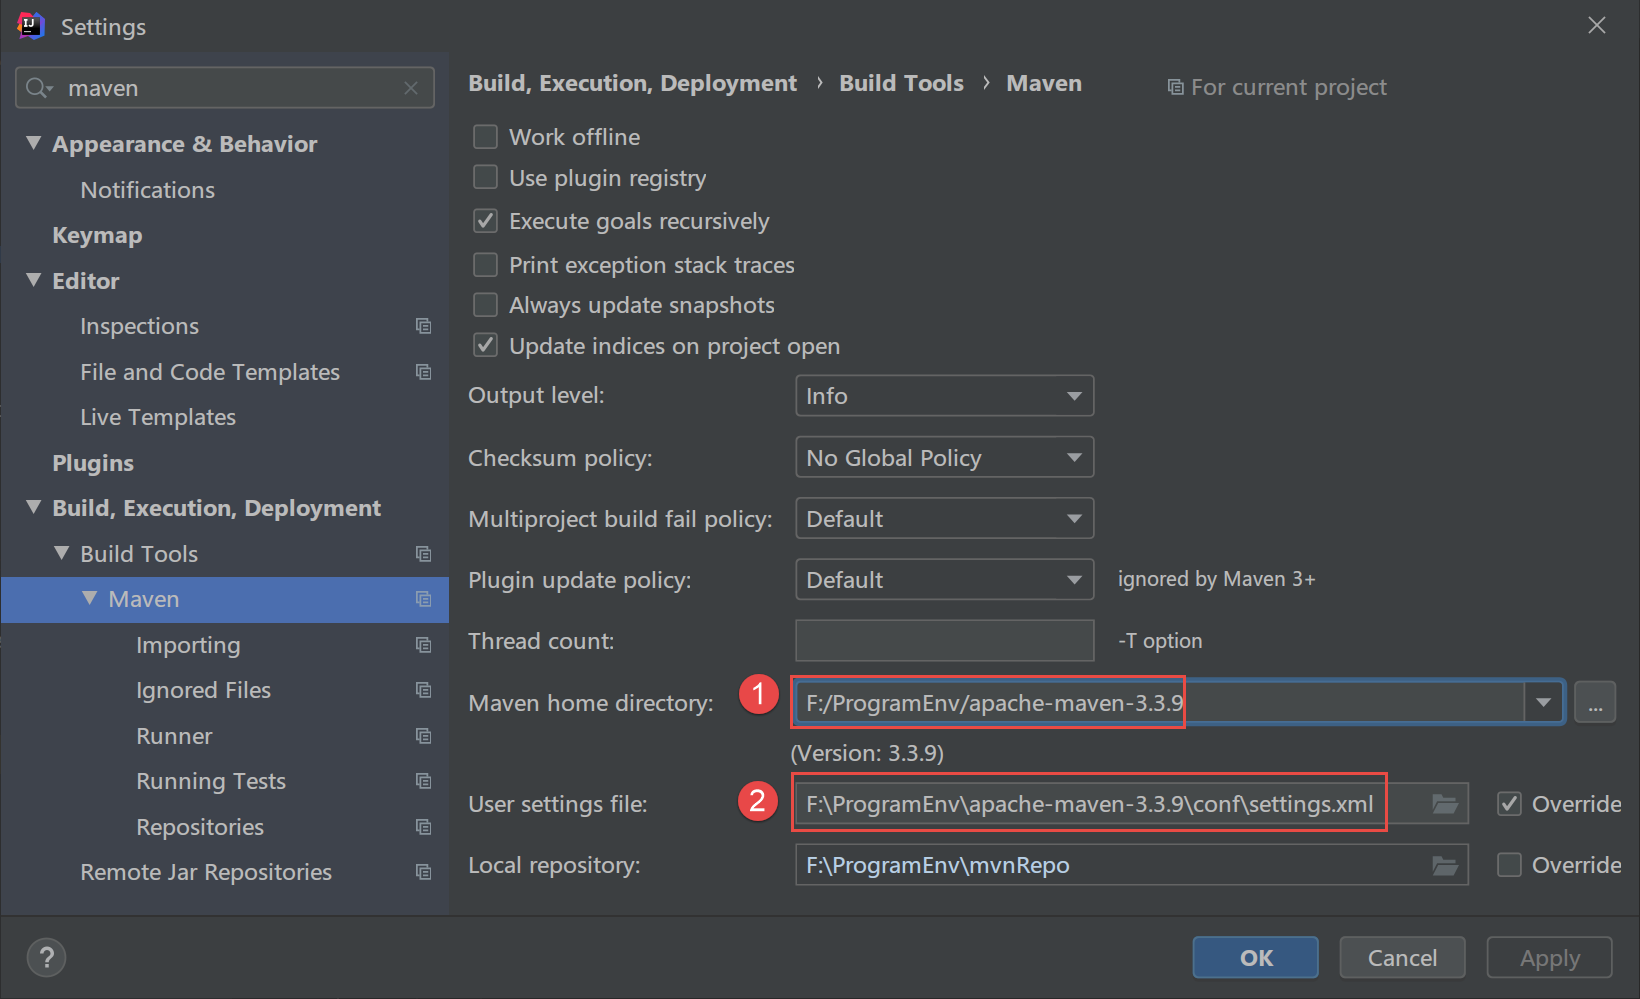 IJ
Settings
maven
Appearance & Behavior
Notifications
Keymap
Editor
Inspections
File and Code Templates
Live Templates
Plugins
Build, Execution, Deployment
Build Tools
Maven
Importing
Ignored Files
Runner
Running Tests
Repositories
Remote Jar Repositories
Build, Execution, Deployment › Build Tools › Maven For current project
Work offline
Use plugin registry
Execute goals recursively
Print exception stack traces
Always update snapshots
Update indices on project open
Output level: Info
Checksum policy: No Global Policy
Multiproject build fail policy: Default
Plugin update policy: Default ignored by Maven 3+
Thread count: -T option
Maven home directory: 1 F:/ProgramEnv/apache-maven-3.3.9 ...
(Version: 3.3.9)
User settings file: 2 F:\ProgramEnv\apache-maven-3.3.9\conf\settings.xml Override
Local repository: F:\ProgramEnv\mvnRepo Override
? OK Cancel Apply